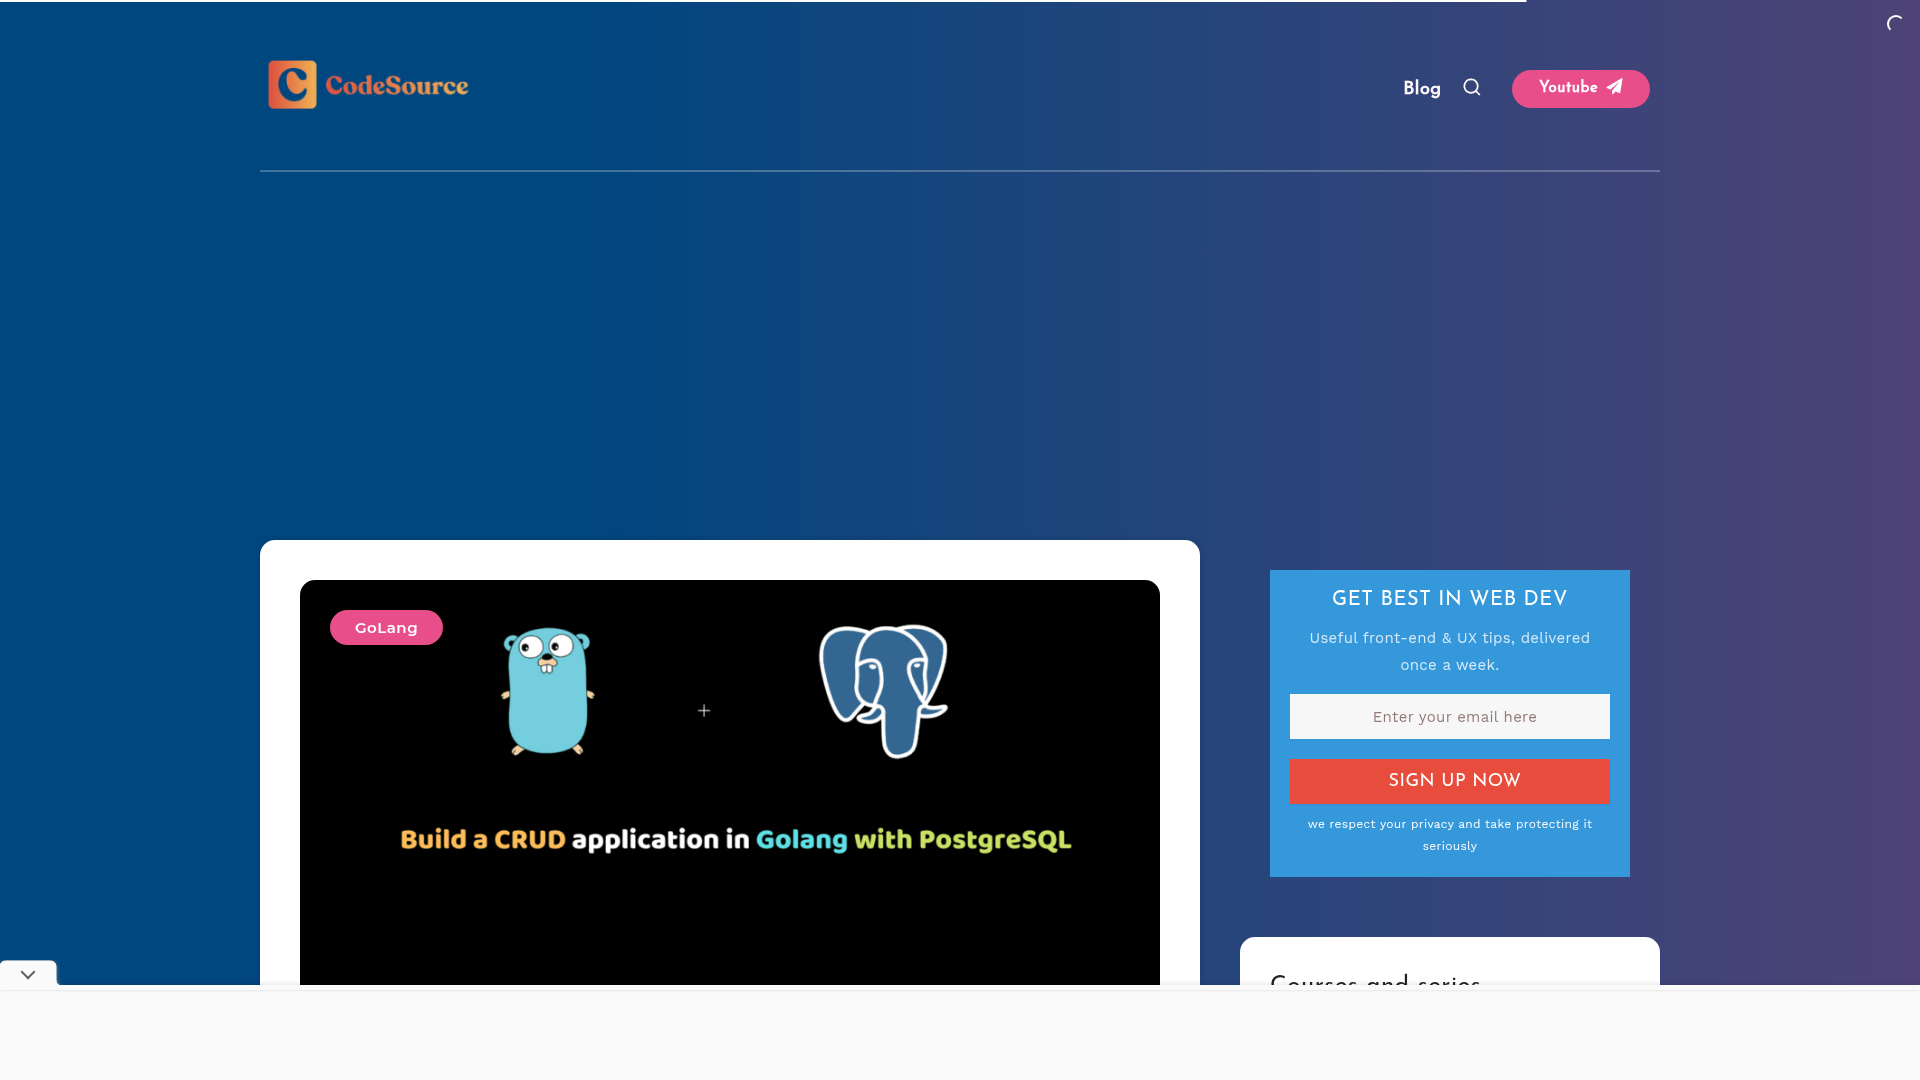 CodeSource
Blog
Youtube
GoLang
Build a CRUD application in Golang with PostgreSQL
GET BEST IN WEB DEV
Useful front-end & UX tips, delivered
once a week.
Enter your email here
SIGN UP NOW
we respect your privacy and take protecting it
seriously
Courses and series